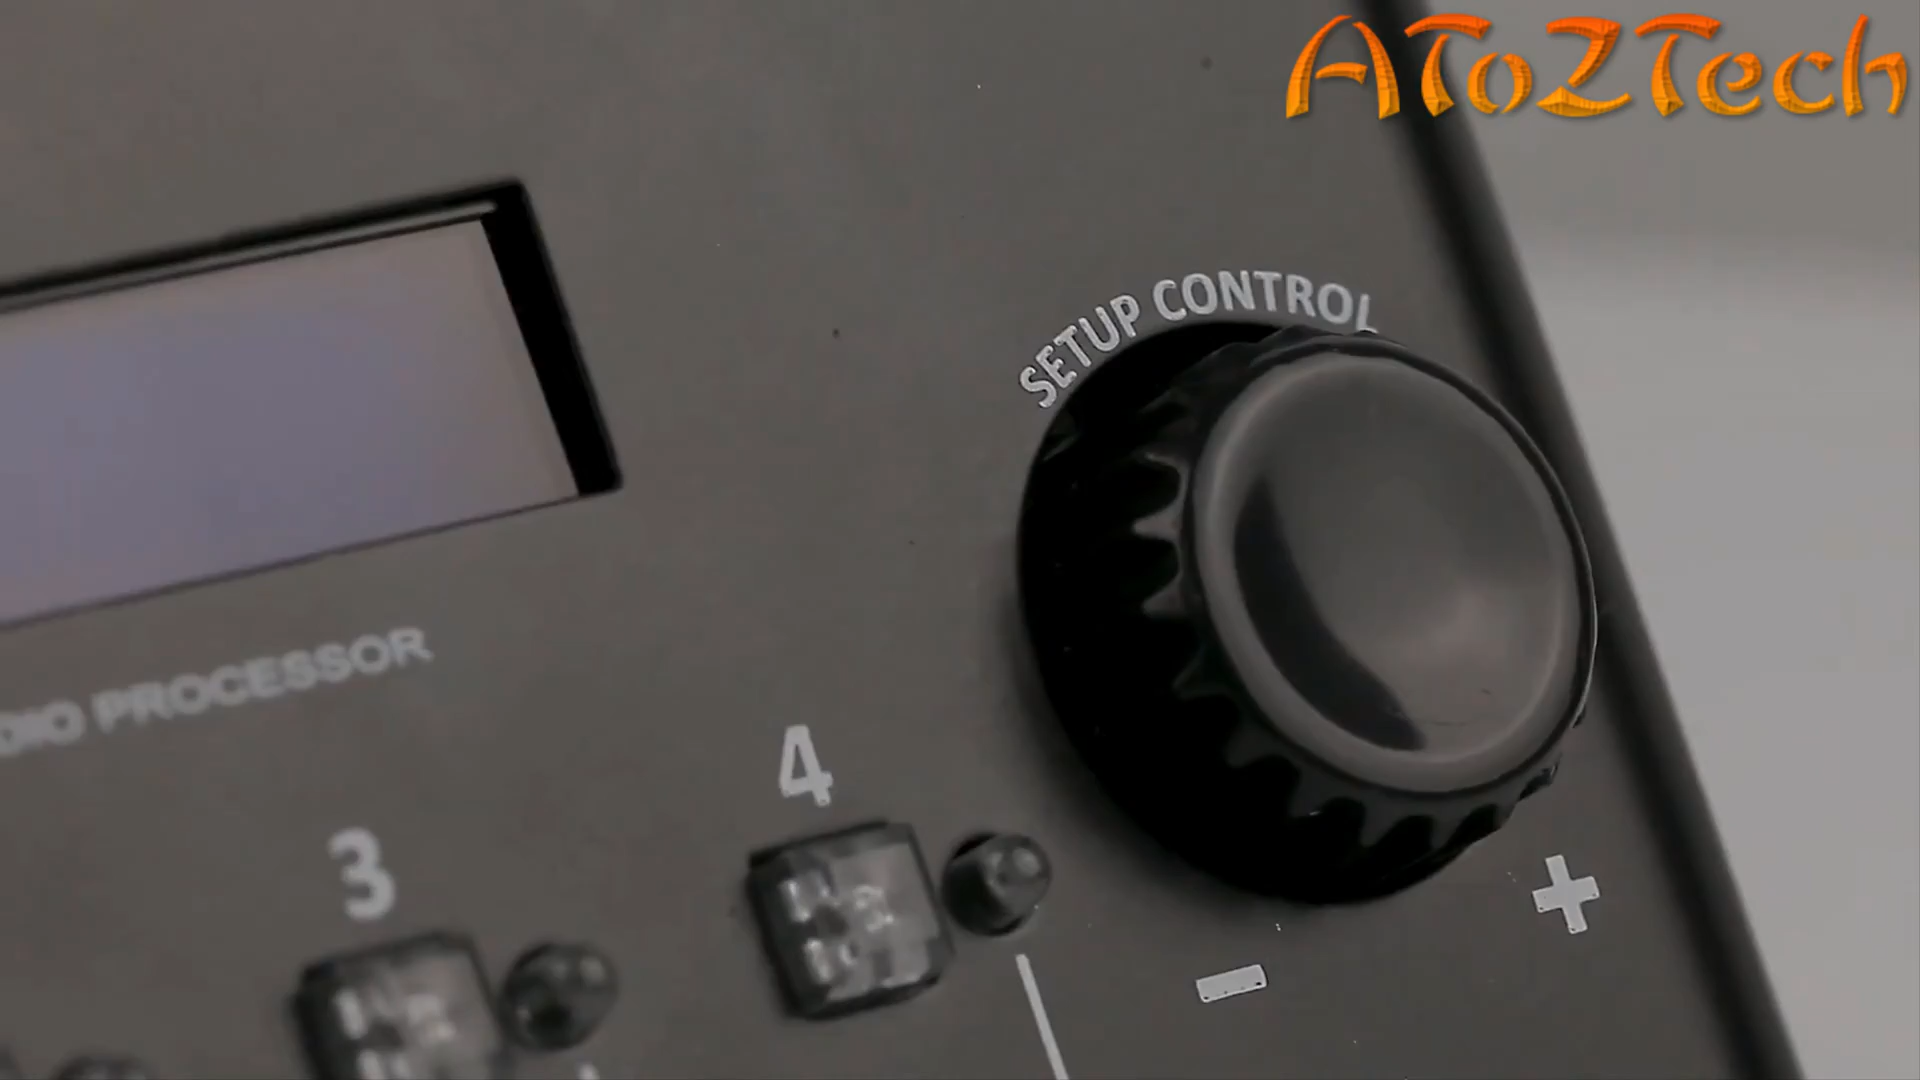 AToZTech
SETUP CONTROL
PROCESSOR
4
3
+
-